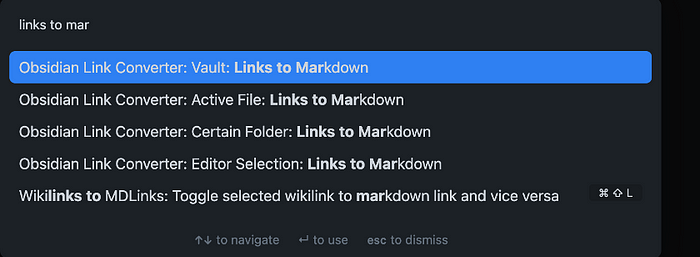 links to mar
Obsidian Link Converter: Vault: Links to Markdown
Obsidian Link Converter: Active File: Links to Markdown
Obsidian Link Converter: Certain Folder: Links to Markdown
Obsidian Link Converter: Editor Selection: Links to Markdown
Wikilinks to MDLinks: Toggle selected wikilink to markdown link and vice versa ⌘ ⇧ L
↑↓ to navigate ↵ to use esc to dismiss